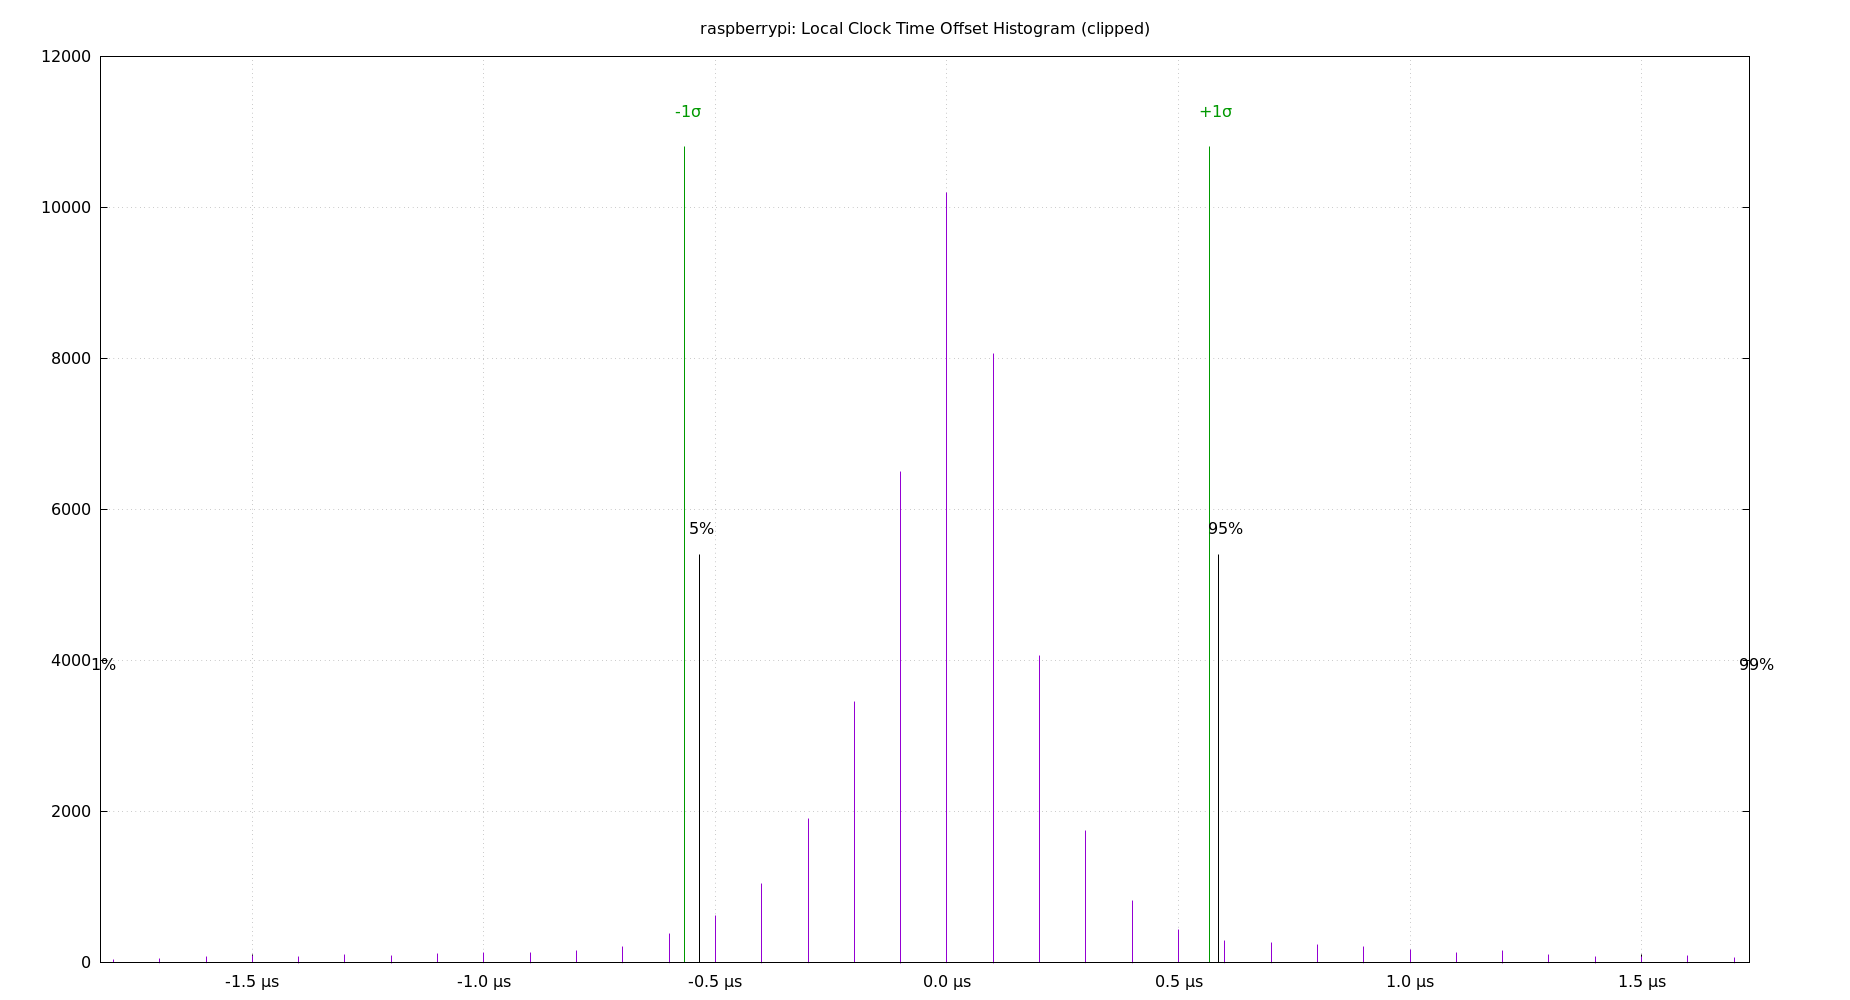 raspberrypi: Local Clock Time Offset Histogram (clipped)
12000
-1σ
+1σ
10000
8000
6000
5%
95%
4000
1%
99%
2000
0
-1.5 µs
-1.0 µs
-0.5 µs
0.0 µs
0.5 µs
1.0 µs
1.5 µs